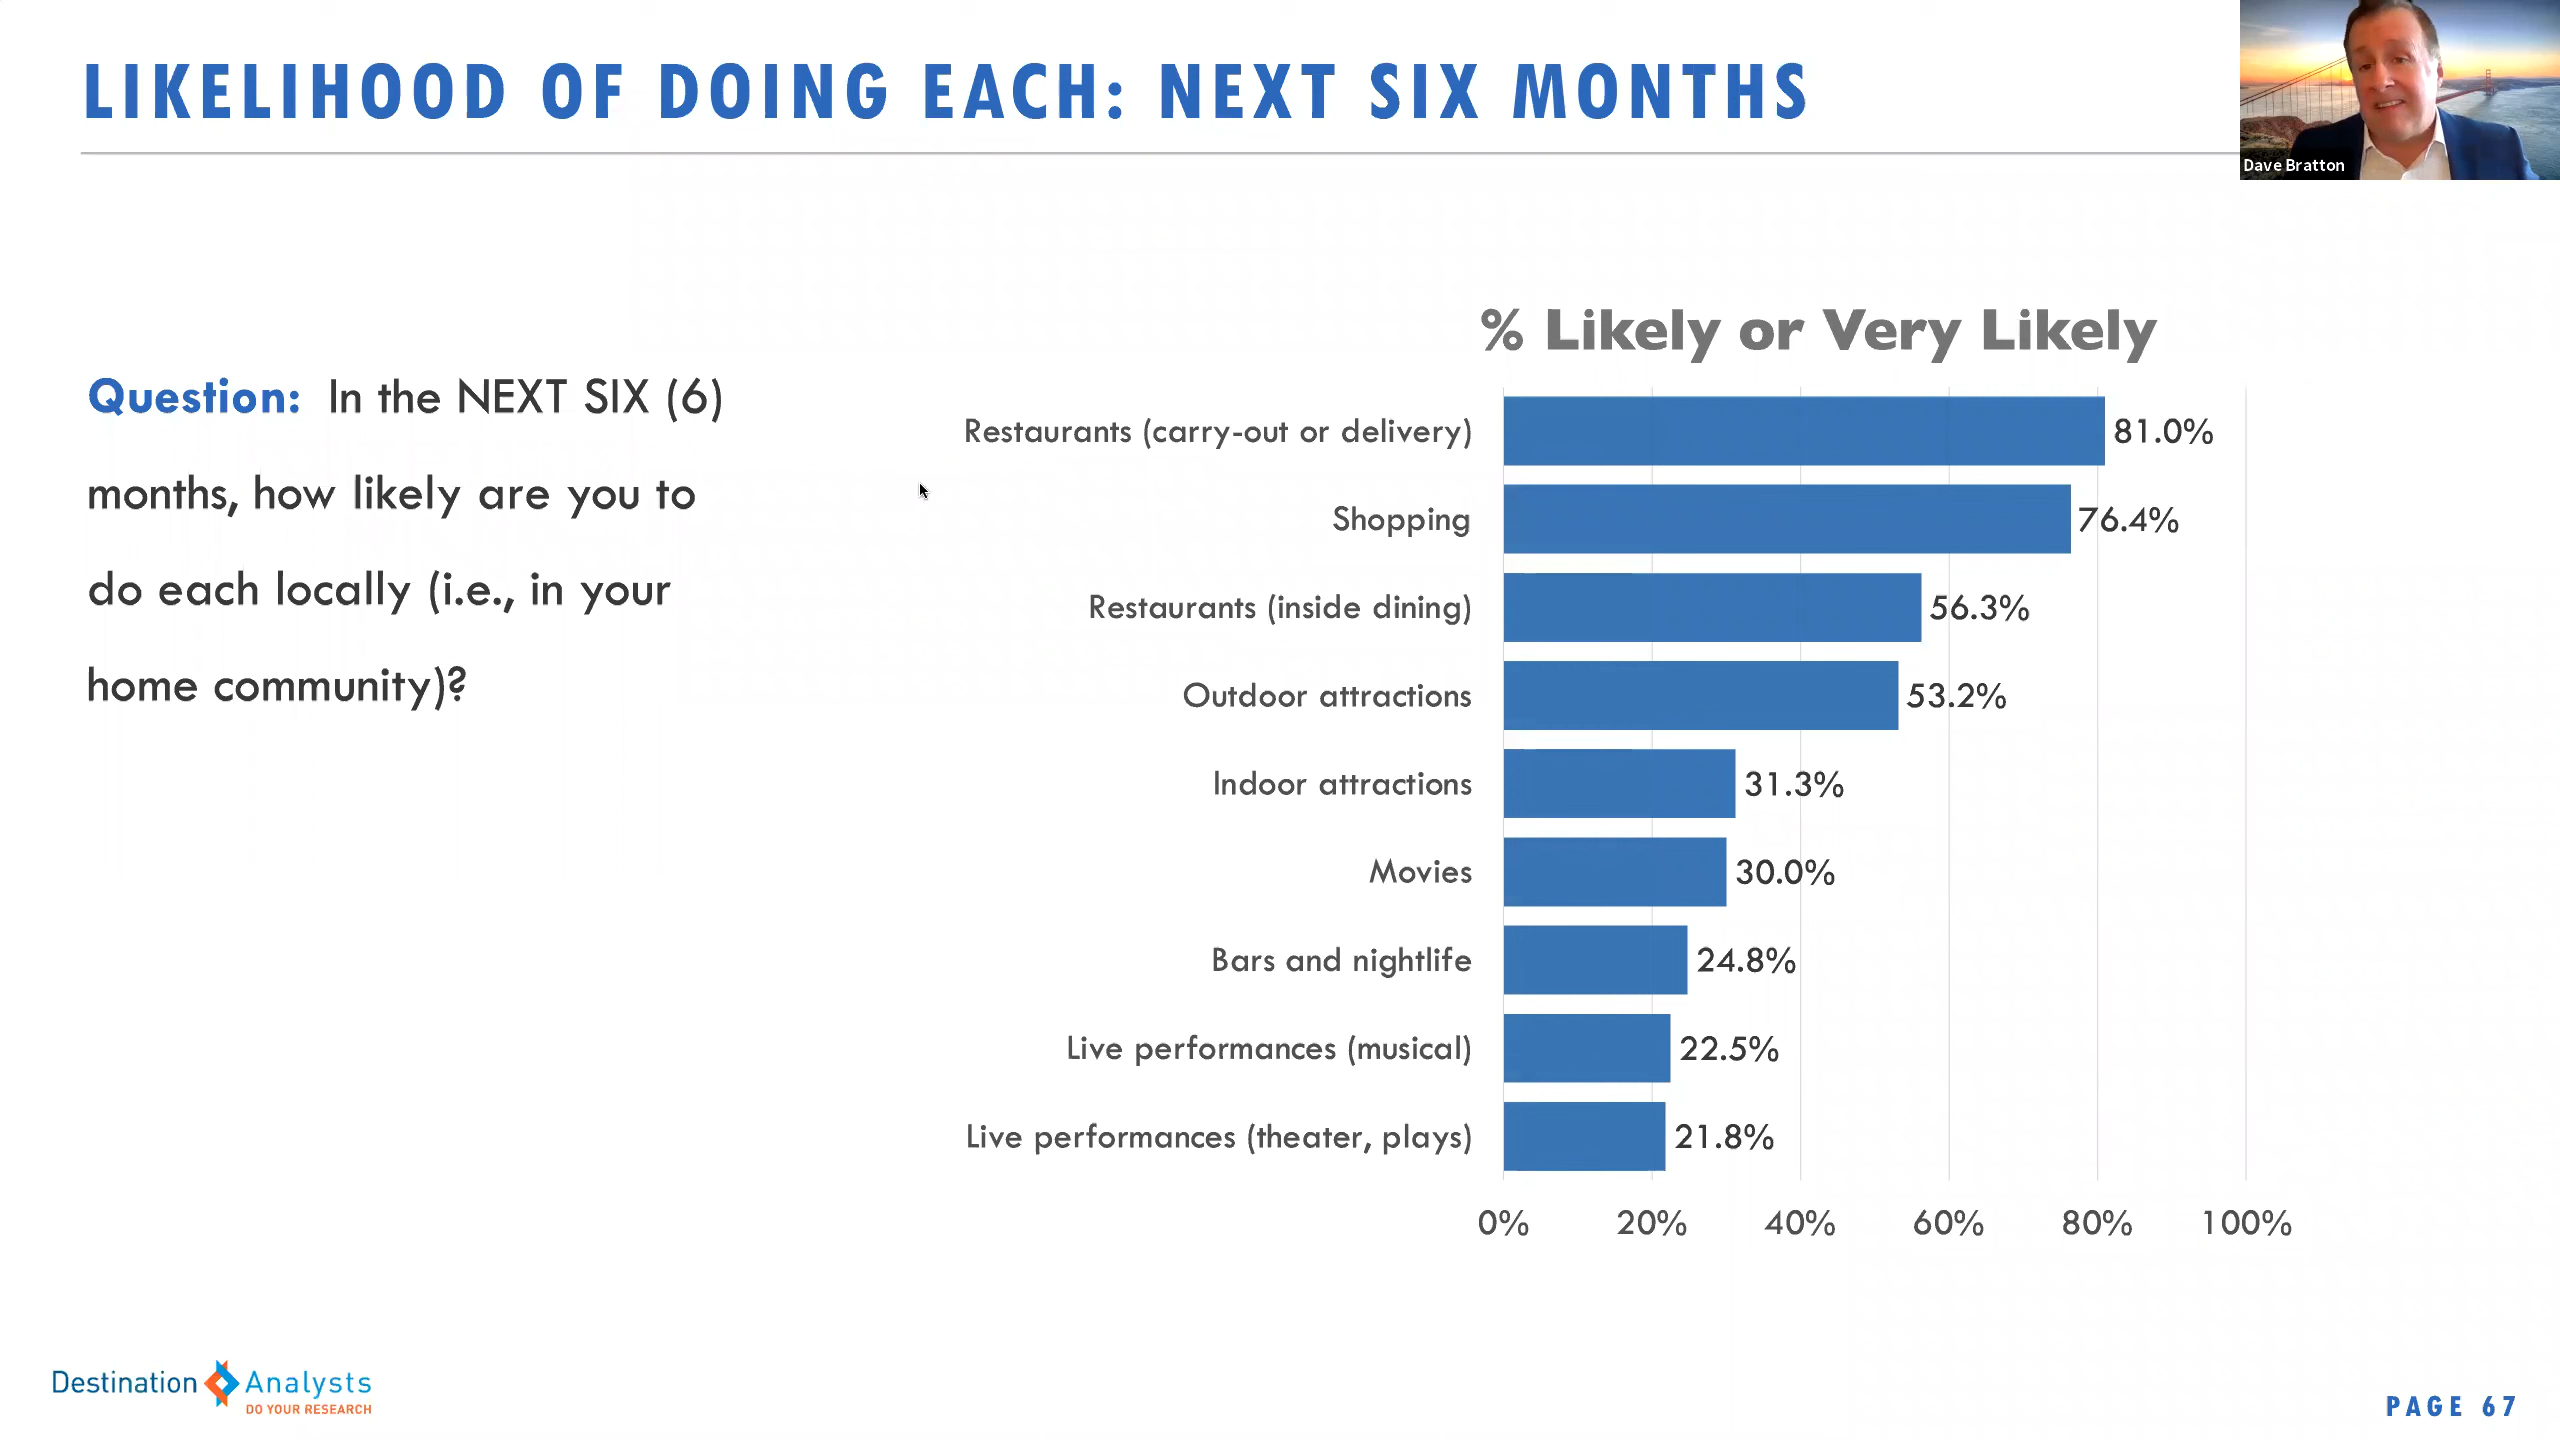 LIKELIHOOD OF DOING EACH: NEXT SIX MONTHS
Dave Bratton
Question: In the NEXT SIX (6)
months, how likely are you to
do each locally (i.e., in your
home community)?
% Likely or Very Likely
Restaurants (carry-out or delivery) 81.0%
Shopping 76.4%
Restaurants (inside dining) 56.3%
Outdoor attractions 53.2%
Indoor attractions 31.3%
Movies 30.0%
Bars and nightlife 24.8%
Live performances (musical) 22.5%
Live performances (theater, plays) 21.8%
0% 20% 40% 60% 80% 100%
Destination Analysts
DO YOUR RESEARCH
PAGE 67